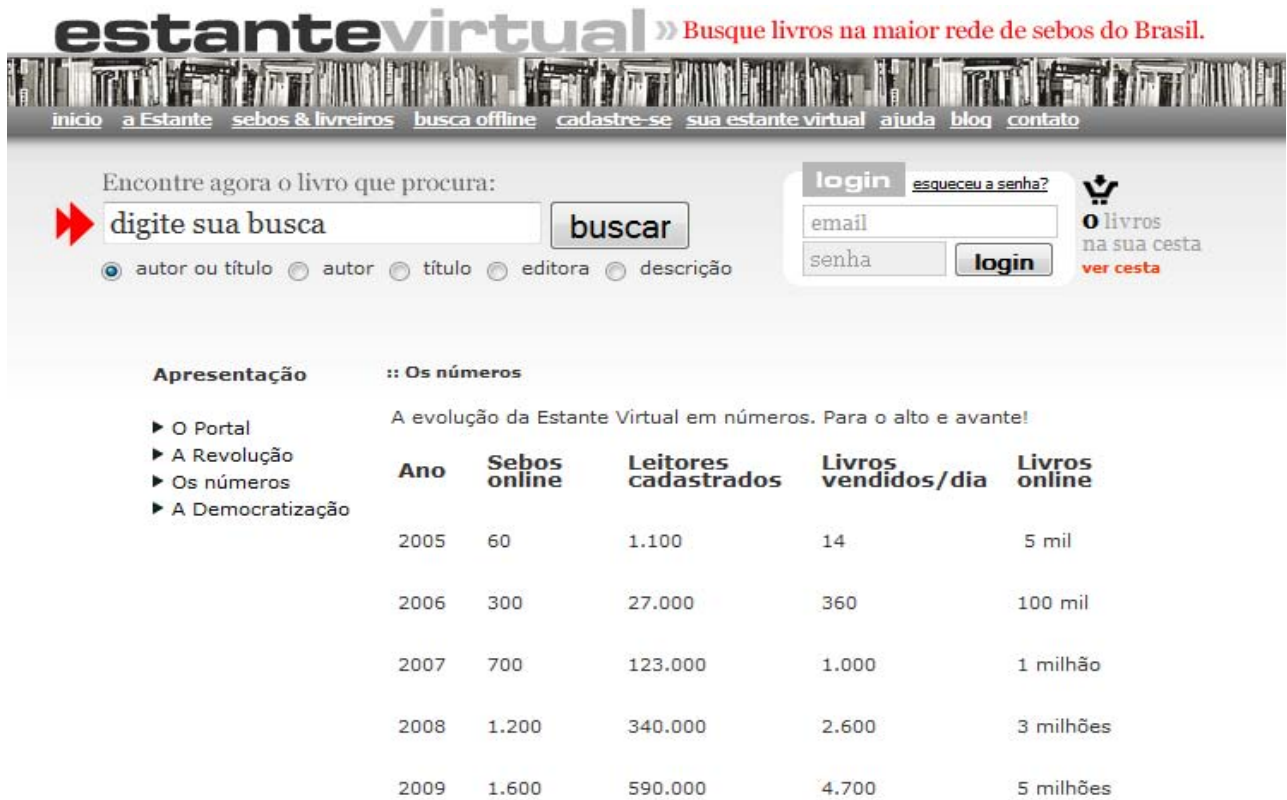 estantevirtual » Busque livros na maior rede de sebos do Brasil.
inicio a Estante sebos & livreiros busca offline cadastre-se sua estante virtual ajuda blog contato
Encontre agora o livro que procura:
digite sua busca buscar
autor ou título autor título editora descrição
login esqueceu a senha?
email
senha login
0 livros
na sua cesta
ver cesta
Apresentação
O Portal
A Revolução
Os números
A Democratização
:: Os números
A evolução da Estante Virtual em números. Para o alto e avante!
Ano Sebos online Leitores cadastrados Livros vendidos/dia Livros online
2005 60 1.100 14 5 mil
2006 300 27.000 360 100 mil
2007 700 123.000 1.000 1 milhão
2008 1.200 340.000 2.600 3 milhões
2009 1.600 590.000 4.700 5 milhões